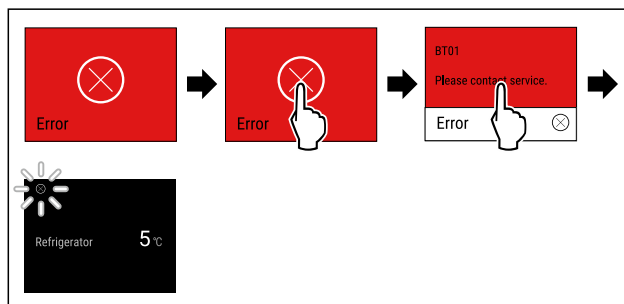 Error
Error
BT01
Please contact service.
Error
Refrigerator 5 °C